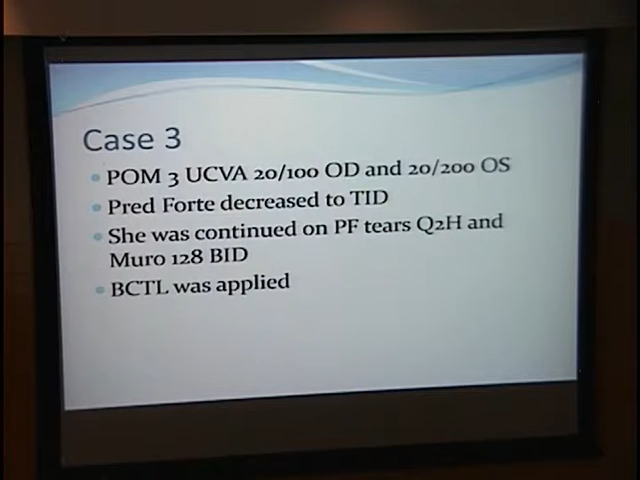 Case 3
POM 3 UCVA 20/100 OD and 20/200 OS
Pred Forte decreased to TID
She was continued on PF tears Q2H and
Muro 128 BID
BCTL was applied